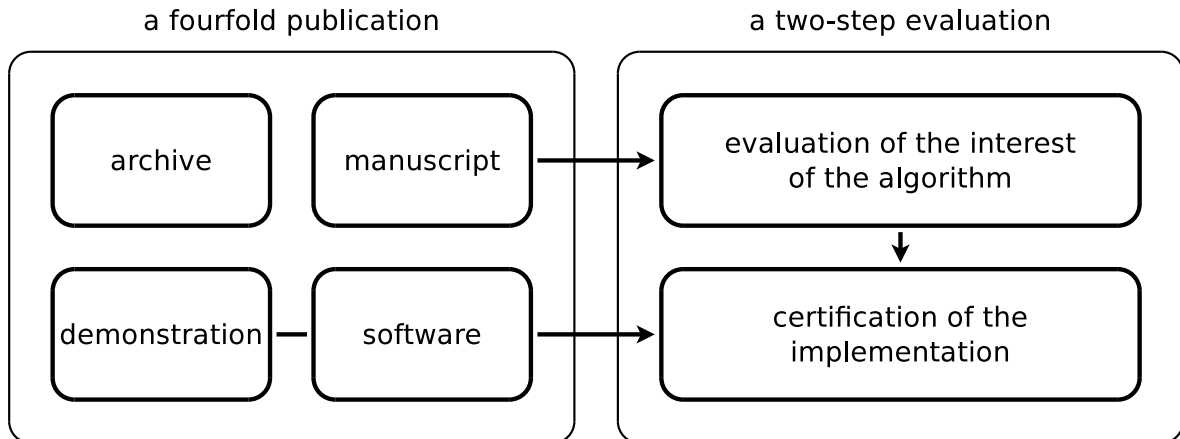 a fourfold publication
a two-step evaluation
archive
manuscript
evaluation of the interest
of the algorithm
demonstration
software
certification of the
implementation